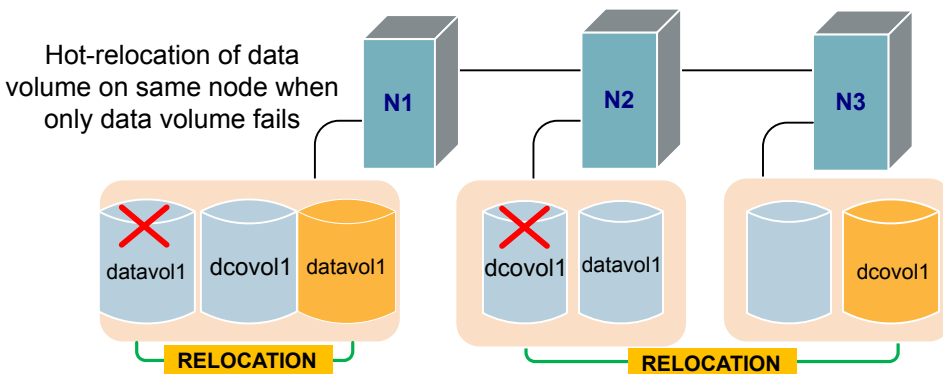 Hot-relocation of data
volume on same node when
only data volume fails
N1
N2
N3
datavol1
dcovol1
datavol1
dcovol1
datavol1
dcovol1
RELOCATION
RELOCATION